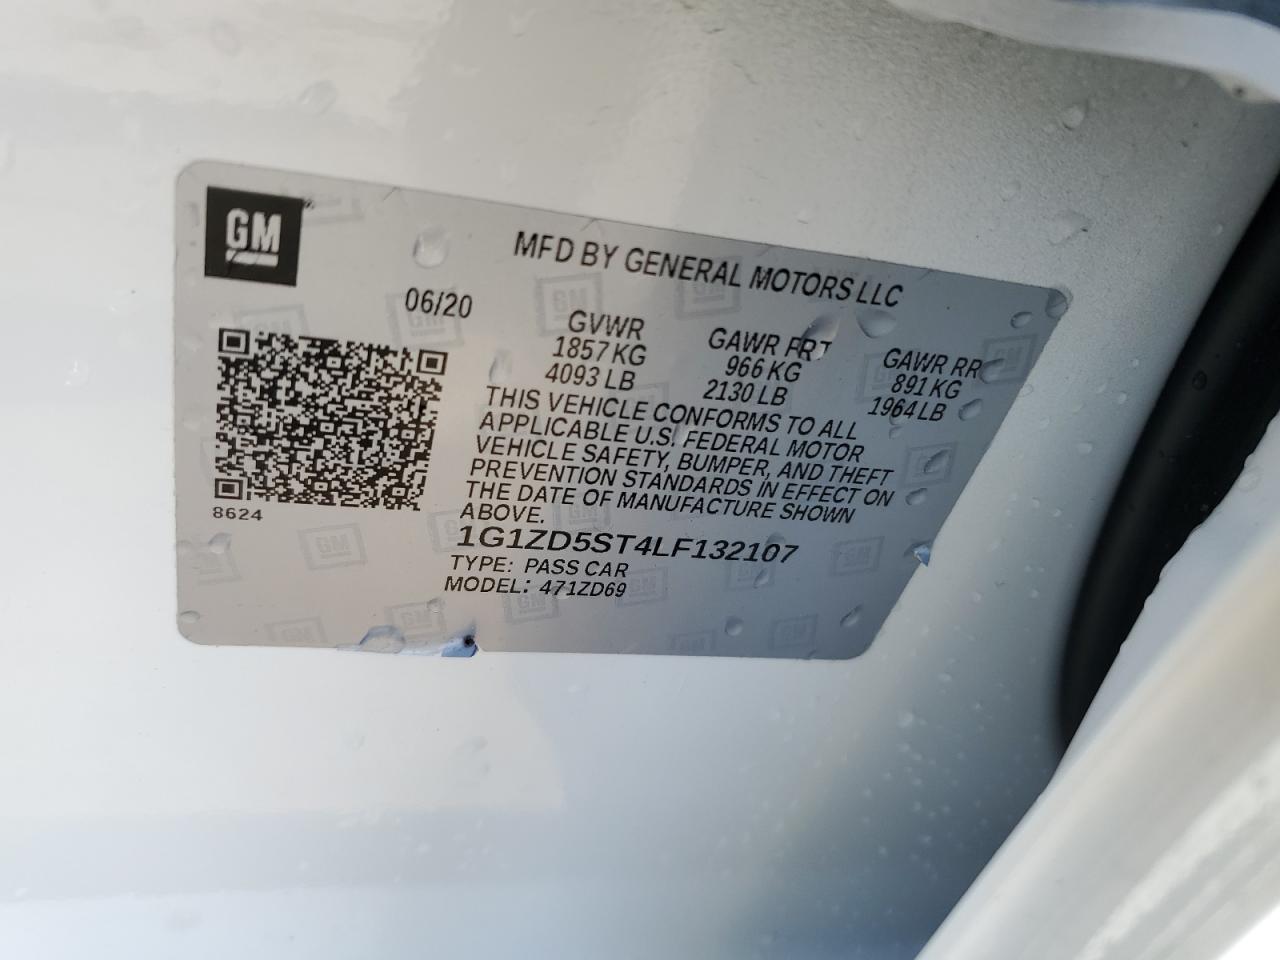 GM
MFD BY GENERAL MOTORS LLC
06/20
GVWR GAWR FRT GAWR RR
1857 KG 966 KG 891 KG
4093 LB 2130 LB 1964 LB
THIS VEHICLE CONFORMS TO ALL
APPLICABLE U.S. FEDERAL MOTOR
VEHICLE SAFETY, BUMPER, AND THEFT
PREVENTION STANDARDS IN EFFECT ON
THE DATE OF MANUFACTURE SHOWN
ABOVE.
8624
1G1ZD5ST4LF132107
TYPE: PASS CAR
MODEL: 471ZD69